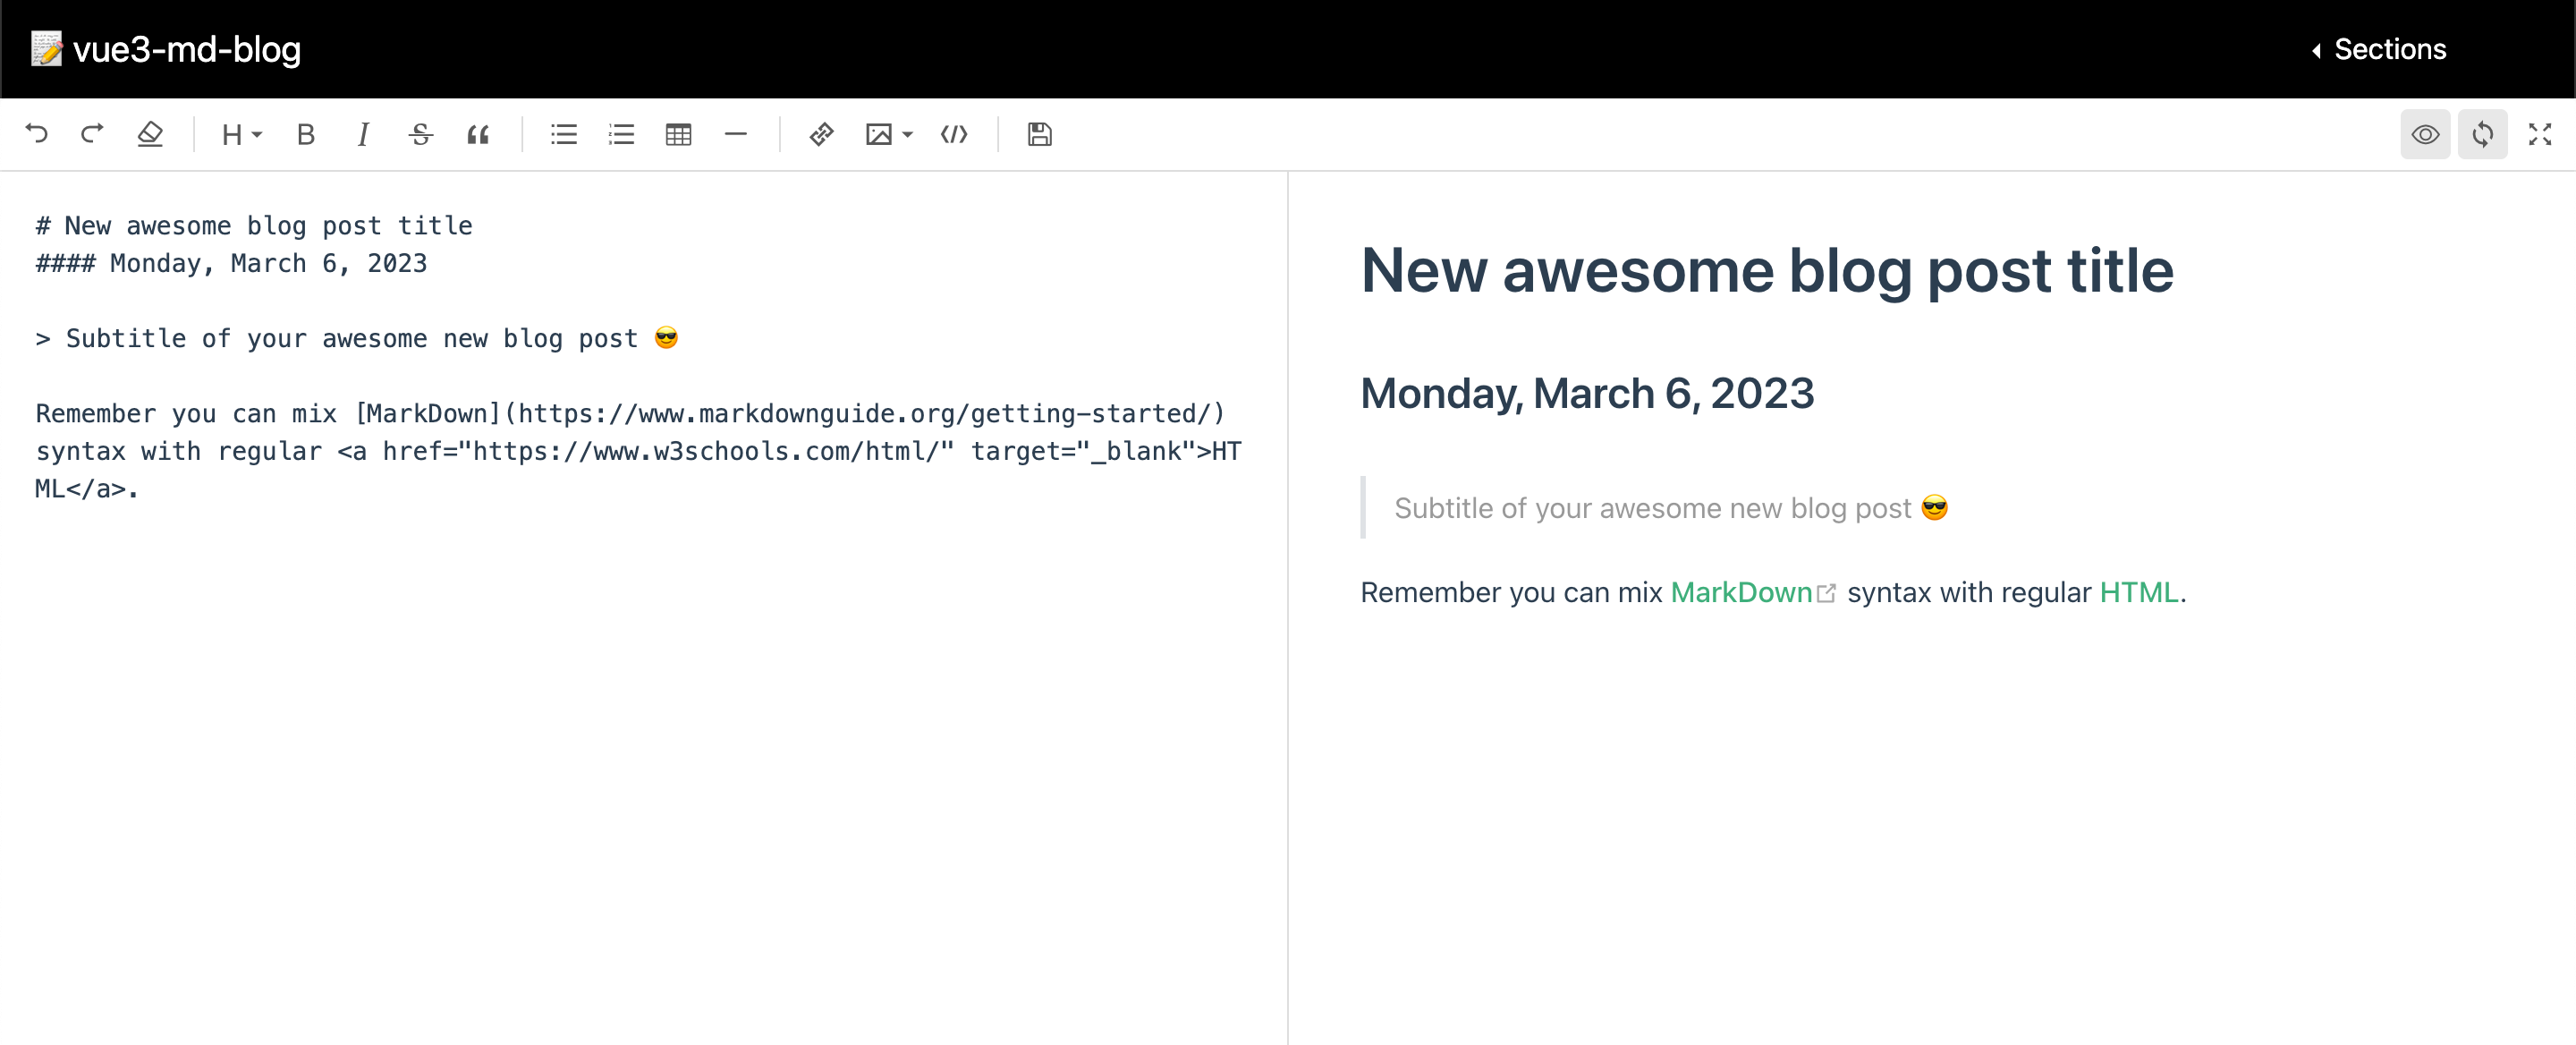 📝 vue3-md-blog
Sections
H
B
I
S
# New awesome blog post title
#### Monday, March 6, 2023
> Subtitle of your awesome new blog post 😎
Remember you can mix [MarkDown](https://www.markdownguide.org/getting-started/)
syntax with regular <a href="https://www.w3schools.com/html/" target="_blank">HT
ML</a>.
New awesome blog post title
Monday, March 6, 2023
Subtitle of your awesome new blog post 😎
Remember you can mix MarkDown syntax with regular HTML.